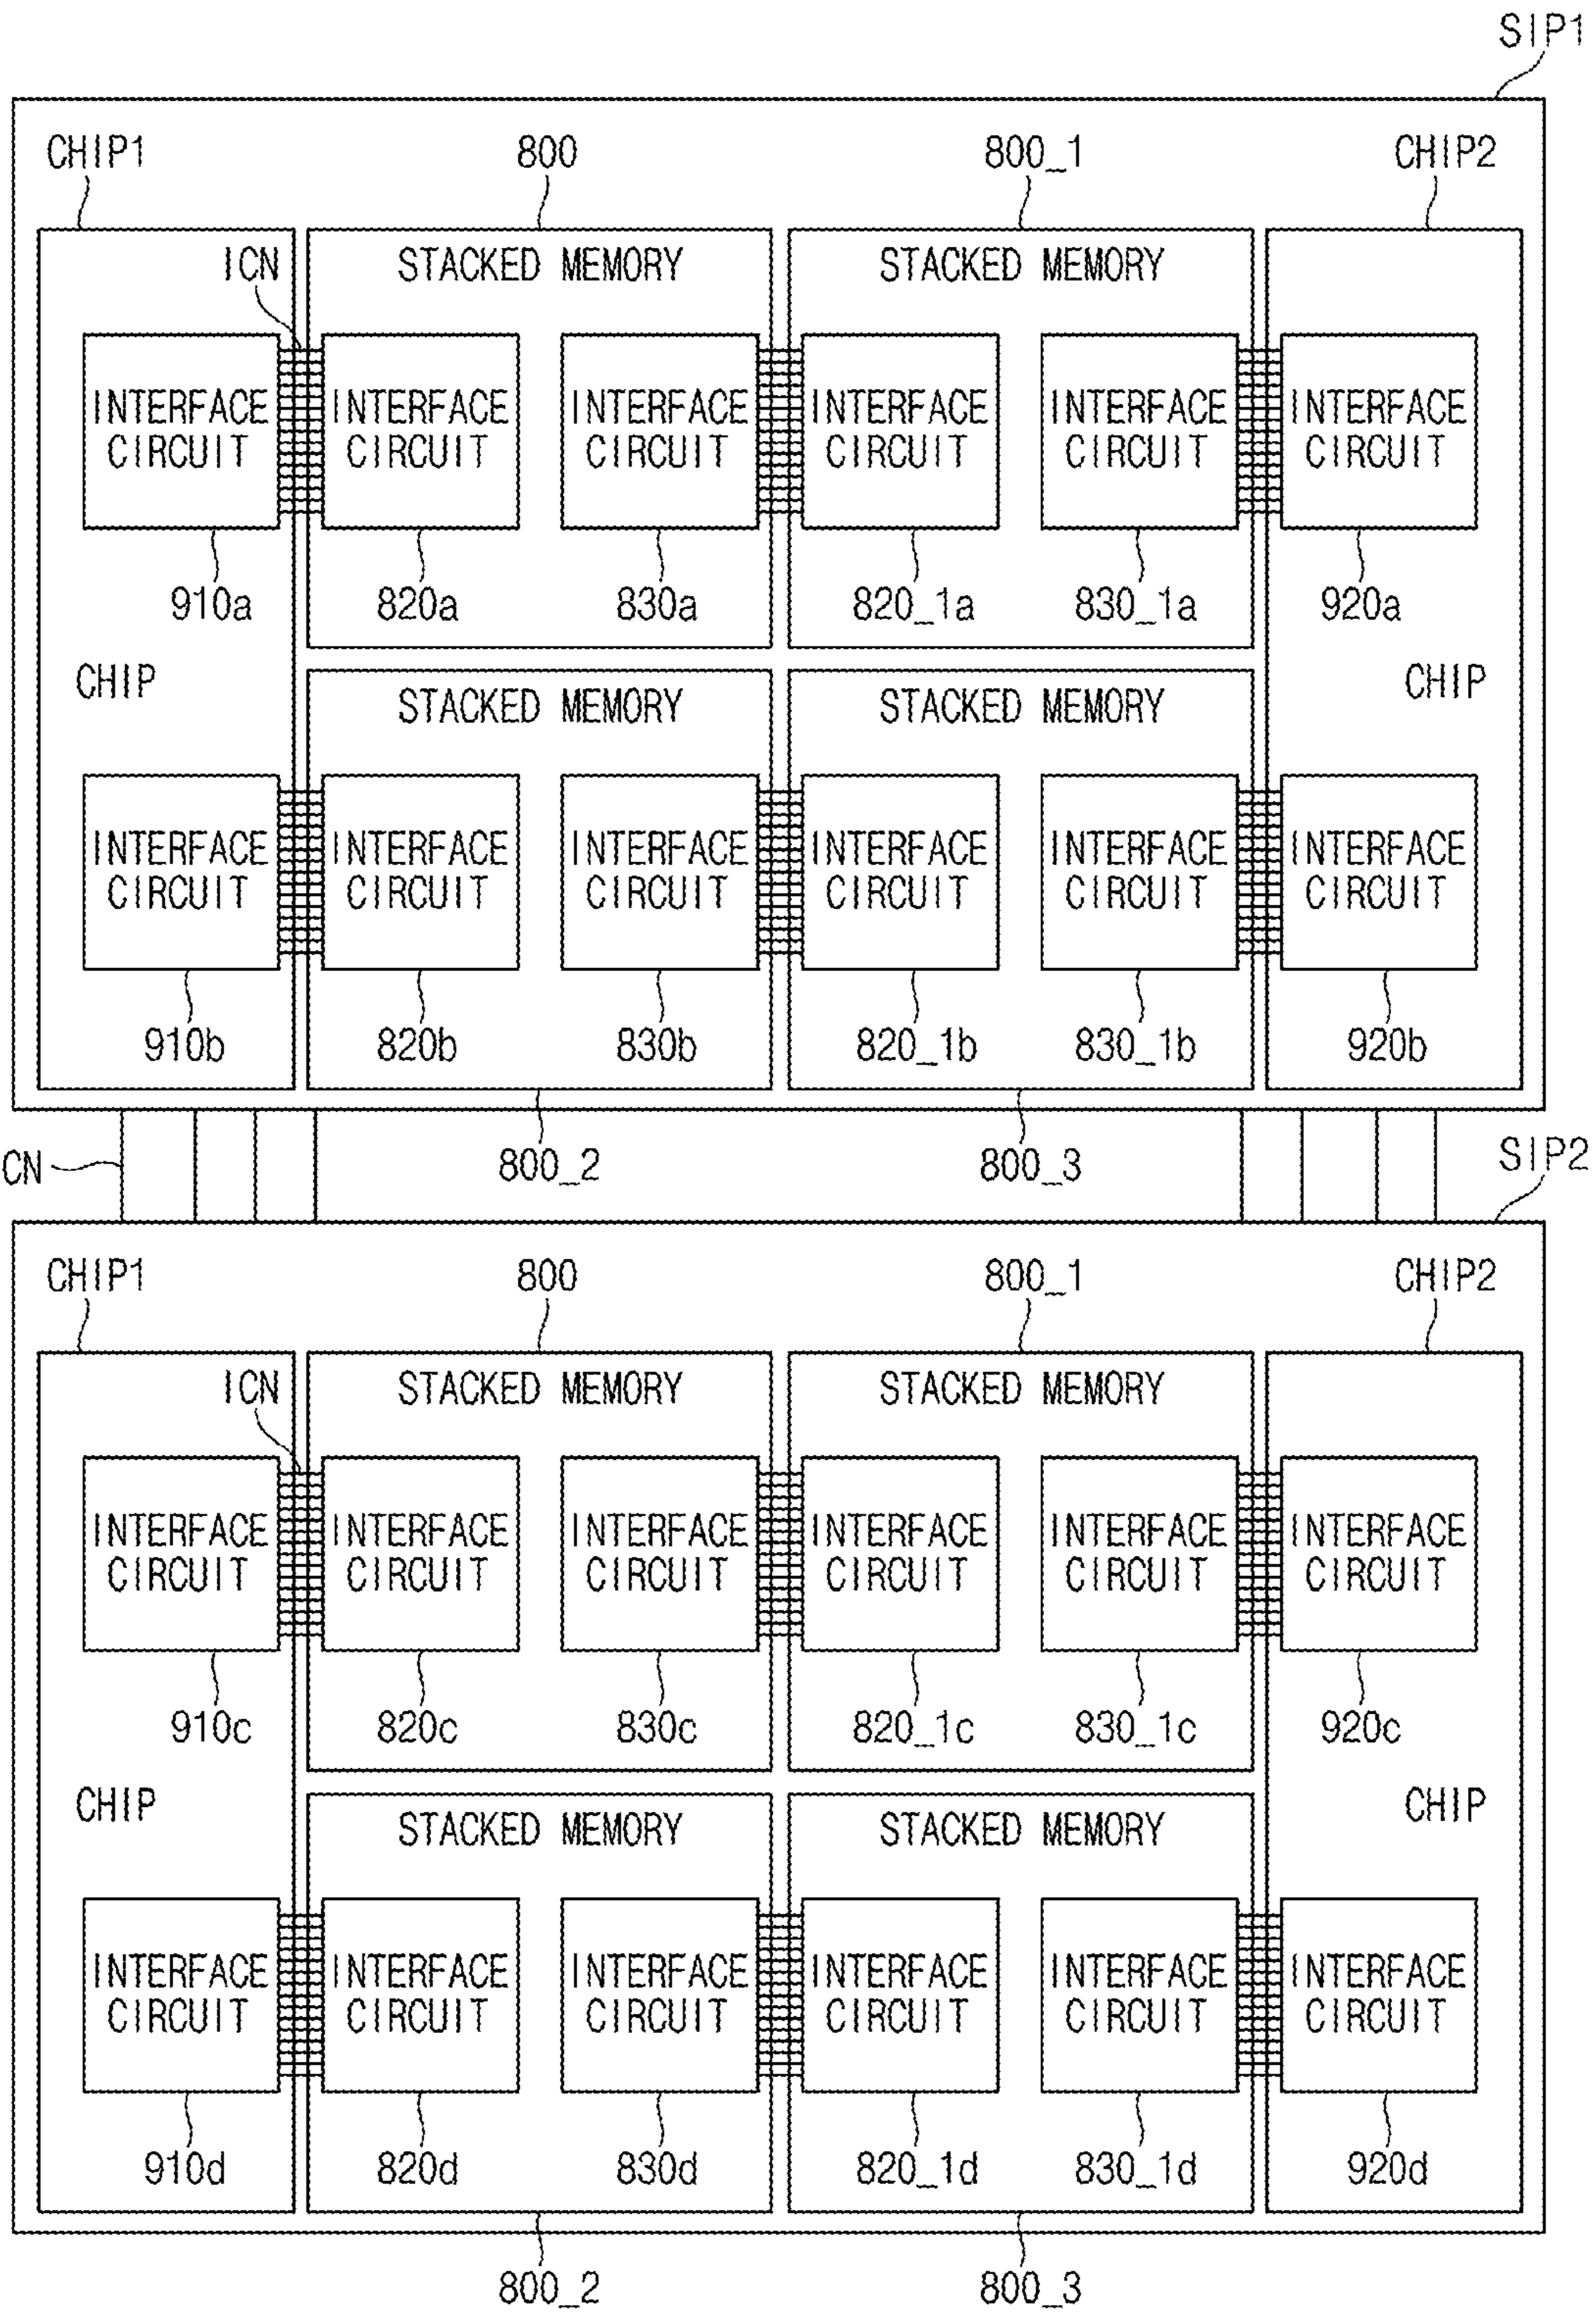 SIP1
CHIP1 800 800_1 CHIP2
ICN STACKED MEMORY STACKED MEMORY
INTERFACE INTERFACE INTERFACE INTERFACE INTERFACE INTERFACE
CIRCUIT CIRCUIT CIRCUIT CIRCUIT CIRCUIT CIRCUIT
910a 820a 830a 820_1a 830_1a 920a
CHIP CHIP
STACKED MEMORY STACKED MEMORY
INTERFACE INTERFACE INTERFACE INTERFACE INTERFACE INTERFACE
CIRCUIT CIRCUIT CIRCUIT CIRCUIT CIRCUIT CIRCUIT
910b 820b 830b 820_1b 830_1b 920b
CN 800_2 800_3 SIP2
CHIP1 800 800_1 CHIP2
ICN STACKED MEMORY STACKED MEMORY
INTERFACE INTERFACE INTERFACE INTERFACE INTERFACE INTERFACE
CIRCUIT CIRCUIT CIRCUIT CIRCUIT CIRCUIT CIRCUIT
910c 820c 830c 820_1c 830_1c 920c
CHIP CHIP
STACKED MEMORY STACKED MEMORY
INTERFACE INTERFACE INTERFACE INTERFACE INTERFACE INTERFACE
CIRCUIT CIRCUIT CIRCUIT CIRCUIT CIRCUIT CIRCUIT
910d 820d 830d 820_1d 830_1d 920d
800_2 800_3